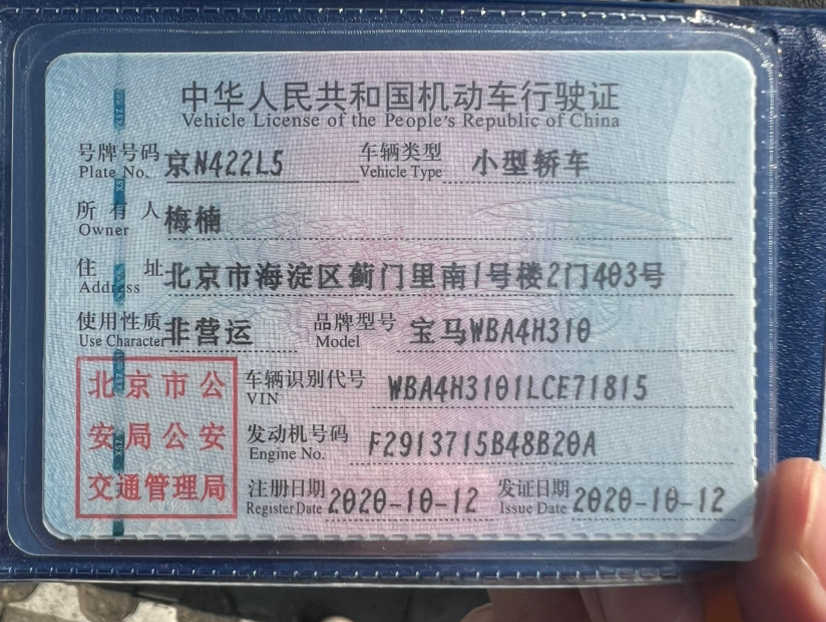 中华人民共和国机动车行驶证
Vehicle License of the People's Republic of China
号牌号码 京N422L5 车辆类型 小型轿车
Plate No. Vehicle Type
所有人 梅楠
Owner
住址 北京市海淀区蓟门里南1号楼2门403号
Address
使用性质 非营运 品牌型号 宝马WBA4H310
Use Character Model
北京市公安局公安交通管理局
车辆识别代号 WBA4H3101LCE71815
VIN
发动机号码 F2913715B48B20A
Engine No.
注册日期 2020-10-12 发证日期 2020-10-12
Register Date Issue Date